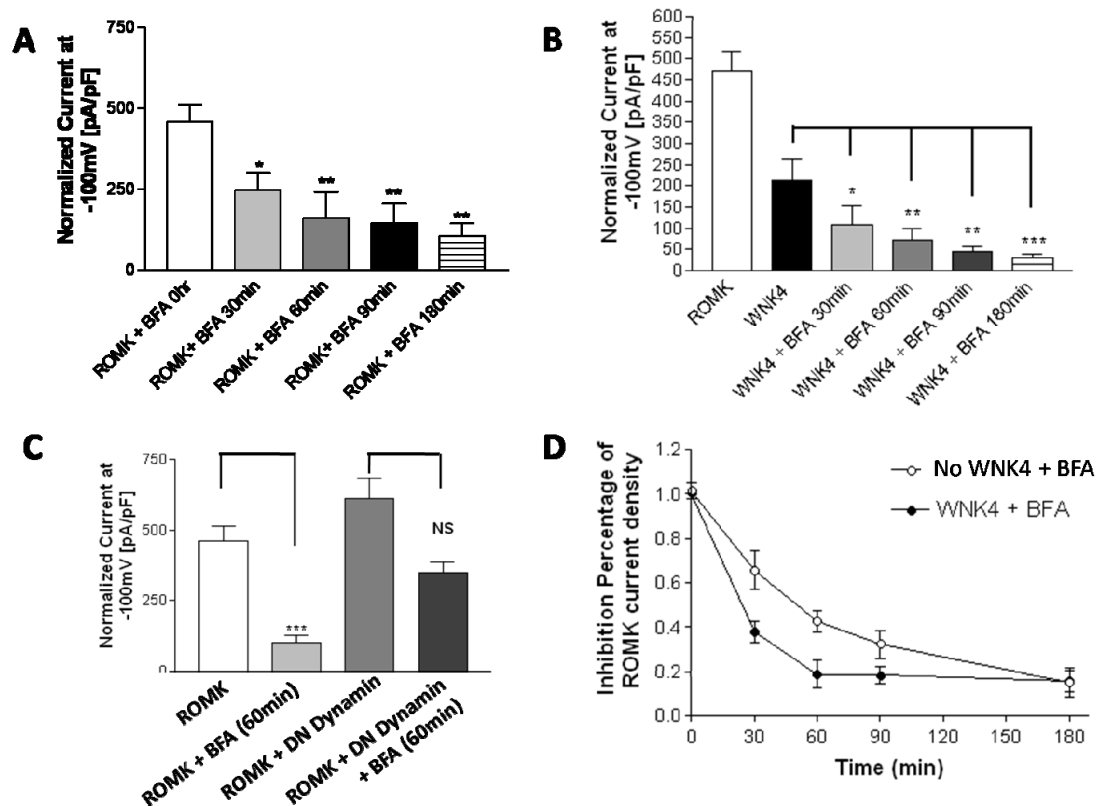 A
Normalized Current at
-100mV [pA/pF]
750
500
250
0
*
**
**
**
ROMK + BFA 0hr
ROMK+ BFA 30min
ROMK + BFA 60min
ROMK+ BFA 90min
ROMK + BFA 180min
B
Normalized Current at
-100mV [pA/pF]
600
550
500
450
400
350
300
250
200
150
100
50
0
*
**
**
***
ROMK
WNK4
WNK4 + BFA 30min
WNK4 + BFA 60min
WNK4 + BFA 90min
WNK4 + BFA 180min
C
Normalized Current at
-100mV [pA/pF]
750
500
250
0
***
NS
ROMK
ROMK + BFA (60min)
ROMK + DN Dynamin
ROMK + DN Dynamin
+ BFA (60min)
D
Inhibition Percentage of
ROMK current density
1.2
1.0
0.8
0.6
0.4
0.2
0.0
No WNK4 + BFA
WNK4 + BFA
0 30 60 90 120 150 180
Time (min)